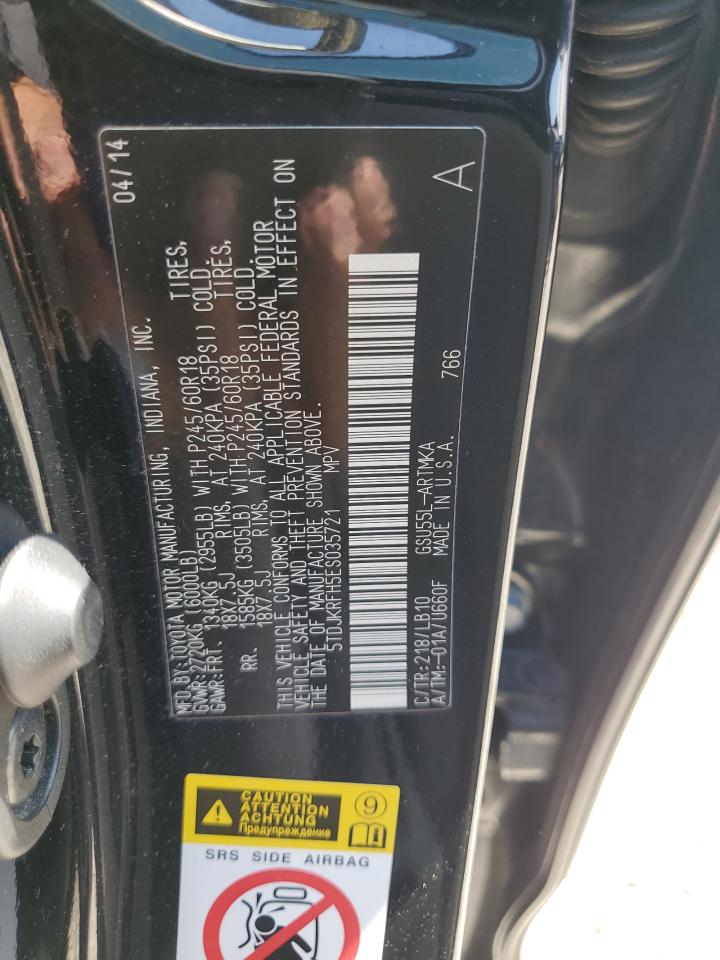 04/14
MFD.BY:TOYOTA MOTOR MANUFACTURING, INDIANA, INC.
GVWR:2720KG (6000LB)
GAWR:FRT. 1340KG (2955LB) WITH P245/60R18 TIRES,
18X7.5J RIMS, AT 240KPA (35PSI) COLD.
RR. 1585KG (3505LB) WITH P245/60R18 TIRES,
18X7.5J RIMS, AT 240KPA (35PSI) COLD.
THIS VEHICLE CONFORMS TO ALL APPLICABLE FEDERAL MOTOR
VEHICLE SAFETY AND THEFT PREVENTION STANDARDS IN EFFECT ON
THE DATE OF MANUFACTURE SHOWN ABOVE.
5TDJKRFH5ES035721 MPV
C/TR:218/LB10 GSU55L-ARTMKA
A/TM:-01A/U660F MADE IN U.S.A. 766
A
CAUTION
ATTENTION
ACHTUNG
Предупреждение
9
SRS SIDE AIRBAG